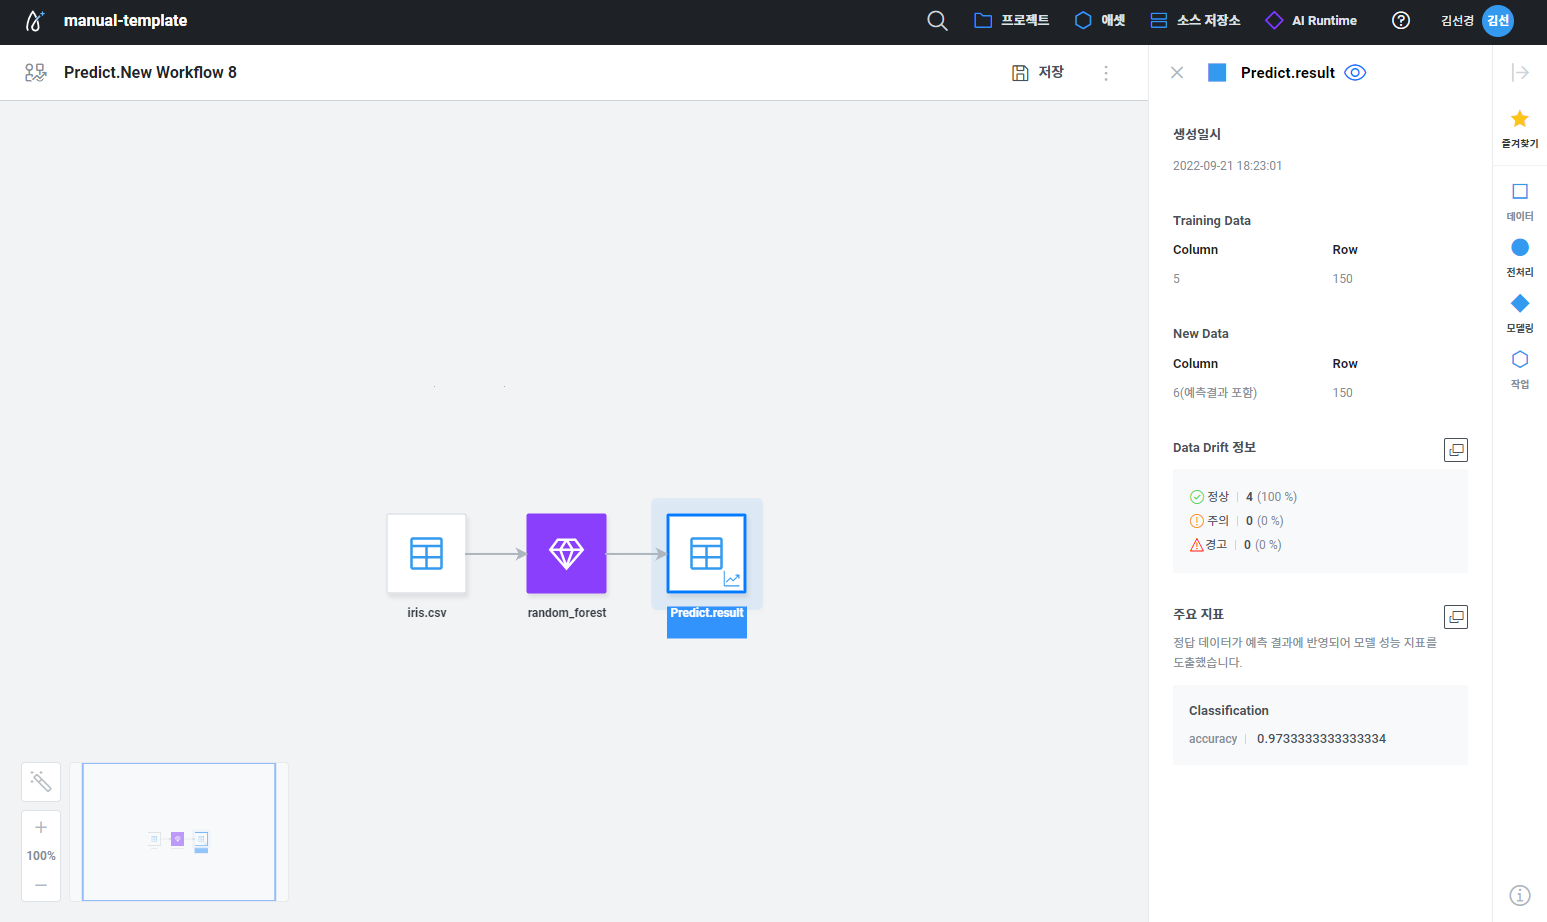 manual-template
프로젝트
애셋
소스 저장소
AI Runtime
김선경
김선
Predict.New Workflow 8
저장
iris.csv
random_forest
Predict.result
100%
Predict.result
생성일시
2022-09-21 18:23:01
Training Data
Column Row
5 150
New Data
Column Row
6(예측결과 포함) 150
Data Drift 정보
정상 4 (100 %)
주의 0 (0 %)
경고 0 (0 %)
주요 지표
정답 데이터가 예측 결과에 반영되어 모델 성능 지표를
도출했습니다.
Classification
accuracy 0.9733333333333334
즐겨찾기
데이터
전처리
모델링
작업